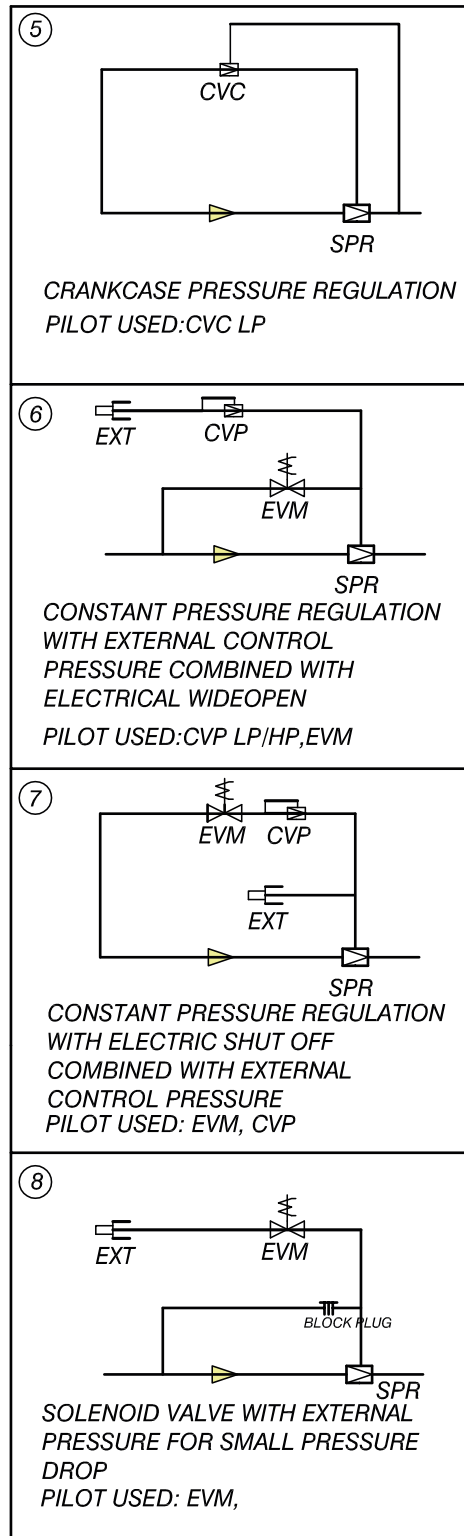 5
CVC
SPR
CRANKCASE PRESSURE REGULATION
PILOT USED:CVC LP
6
EXT
CVP
EVM
SPR
CONSTANT PRESSURE REGULATION
WITH EXTERNAL CONTROL
PRESSURE COMBINED WITH
ELECTRICAL WIDEOPEN
PILOT USED:CVP LP/HP,EVM
7
EVM CVP
EXT
SPR
CONSTANT PRESSURE REGULATION
WITH ELECTRIC SHUT OFF
COMBINED WITH EXTERNAL
CONTROL PRESSURE
PILOT USED: EVM, CVP
8
EXT
EVM
BLOCK PLUG
SPR
SOLENOID VALVE WITH EXTERNAL
PRESSURE FOR SMALL PRESSURE
DROP
PILOT USED: EVM,